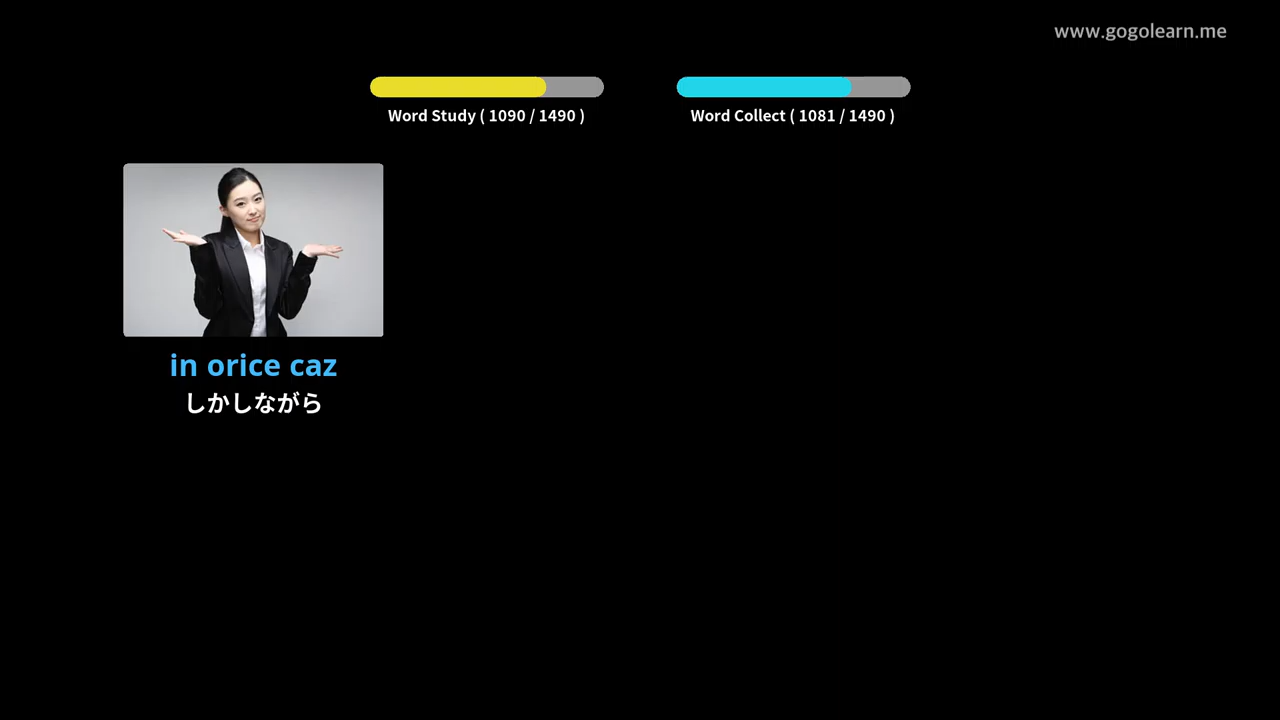 www.gogolearn.me
Word Study ( 1090 / 1490 )
Word Collect ( 1081 / 1490 )
in orice caz
しかしながら